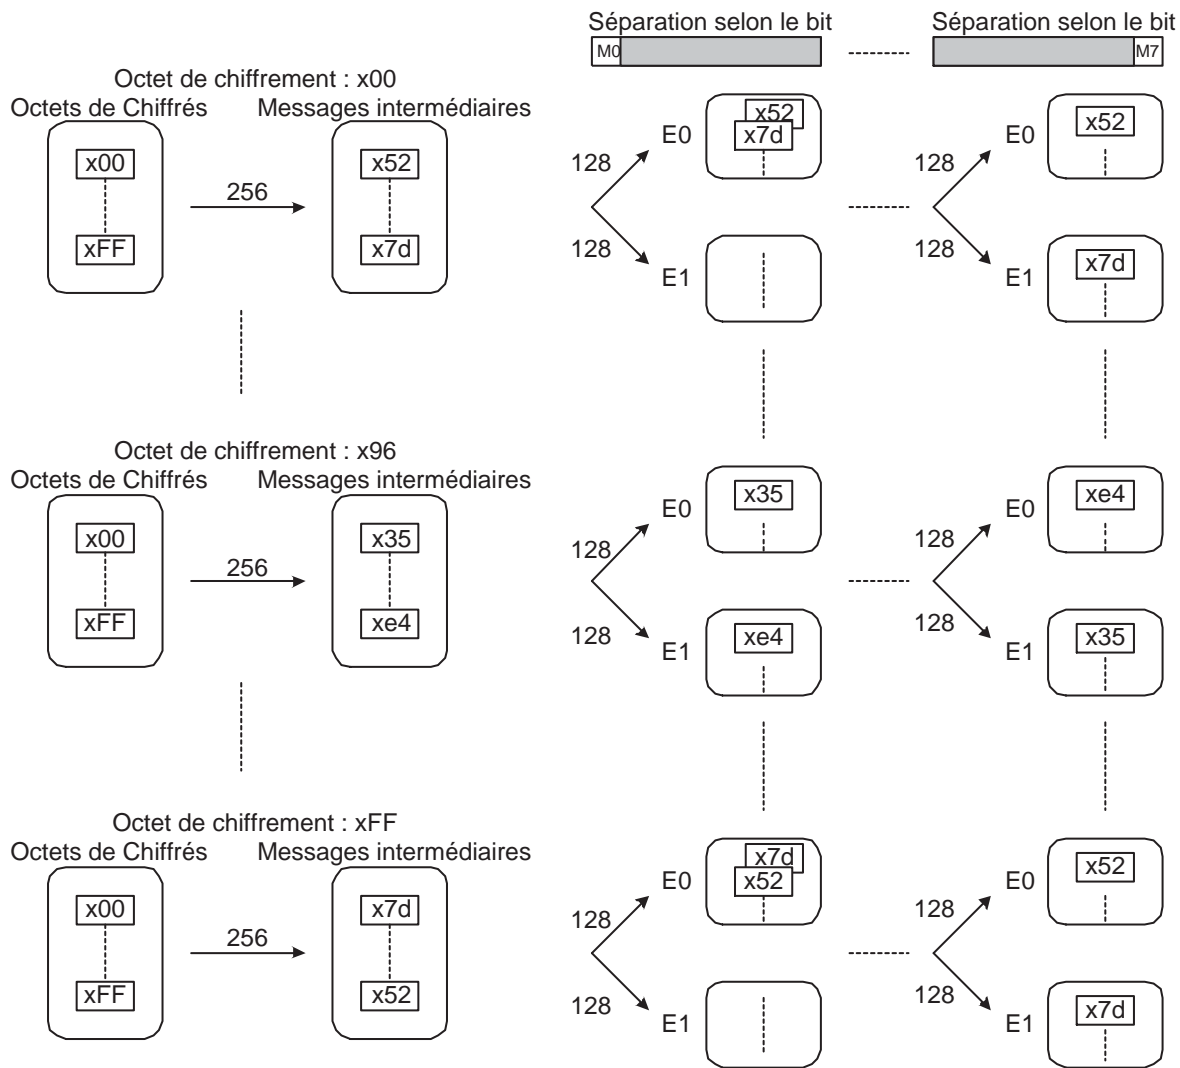 Séparation selon le bit
M0
Séparation selon le bit
M7
Octet de chiffrement : x00
Octets de Chiffrés
Messages intermédiaires
x00
xFF
256
x52
x7d
128
128
E0
x52
x7d
E1
128
128
E0
x52
E1
x7d
Octet de chiffrement : x96
Octets de Chiffrés
Messages intermédiaires
x00
xFF
256
x35
xe4
128
128
E0
x35
E1
xe4
128
128
E0
xe4
E1
x35
Octet de chiffrement : xFF
Octets de Chiffrés
Messages intermédiaires
x00
xFF
256
x7d
x52
128
128
E0
x7d
x52
E1
128
128
E0
x52
E1
x7d